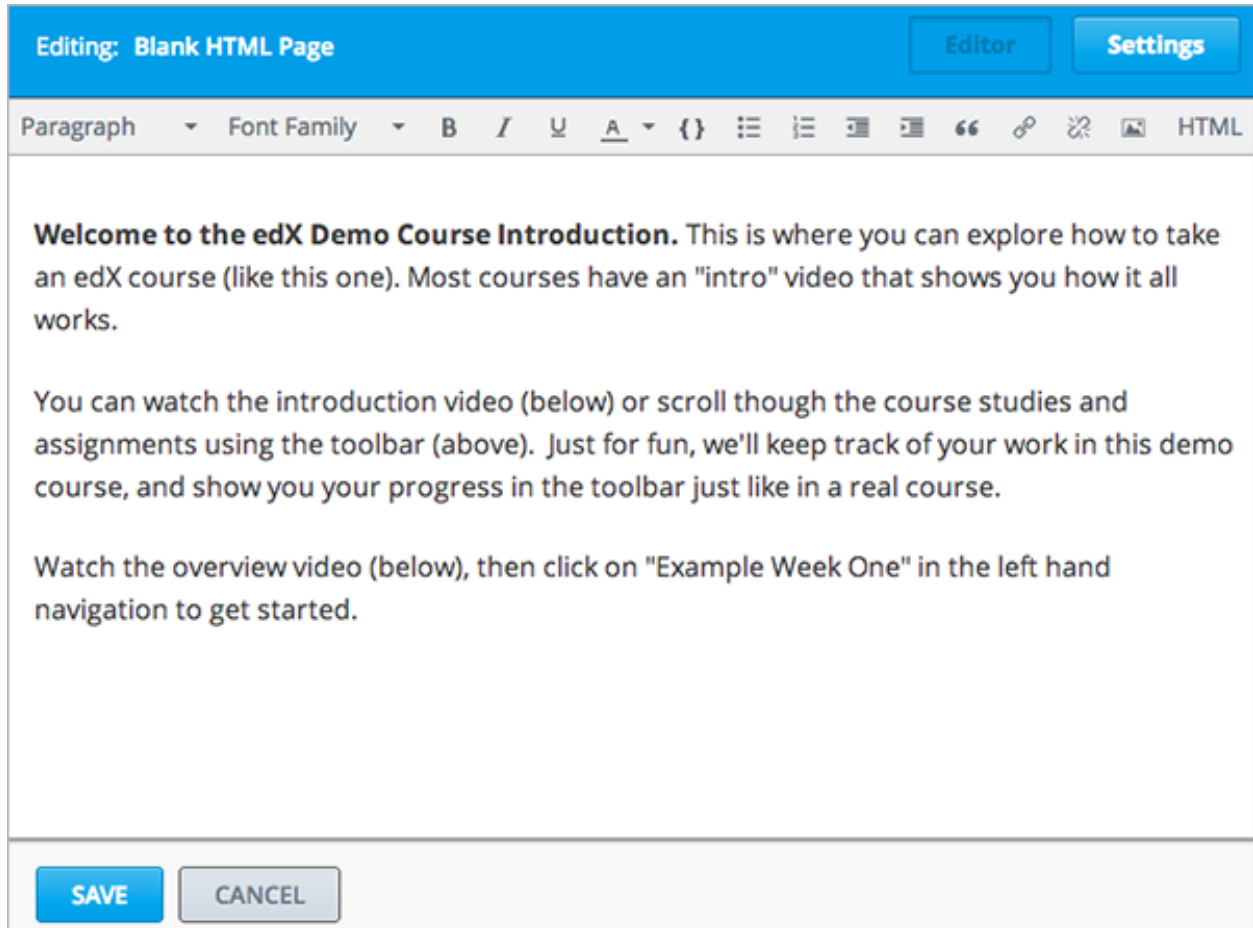 Editing: Blank HTML Page Editor Settings
Paragraph Font Family B I U A {} 66 HTML
Welcome to the edX Demo Course Introduction. This is where you can explore how to take
an edX course (like this one). Most courses have an "intro" video that shows you how it all
works.
You can watch the introduction video (below) or scroll though the course studies and
assignments using the toolbar (above).  Just for fun, we'll keep track of your work in this demo
course, and show you your progress in the toolbar just like in a real course.
Watch the overview video (below), then click on "Example Week One" in the left hand
navigation to get started.
SAVE CANCEL